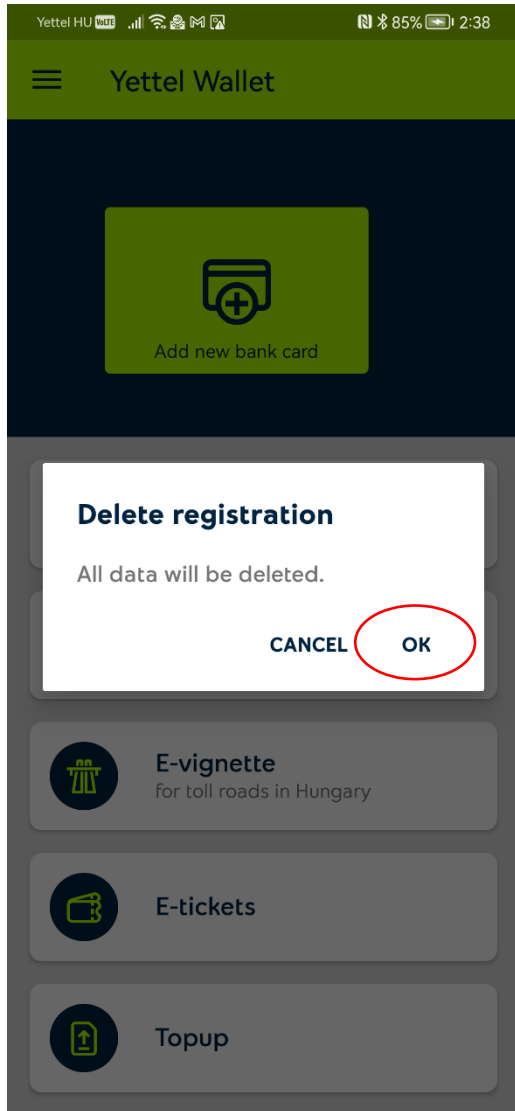 Yettel HU VoLTE 85% 2:38
Yettel Wallet
Add new bank card
Delete registration
All data will be deleted.
CANCEL OK
E-vignette
for toll roads in Hungary
E-tickets
Topup